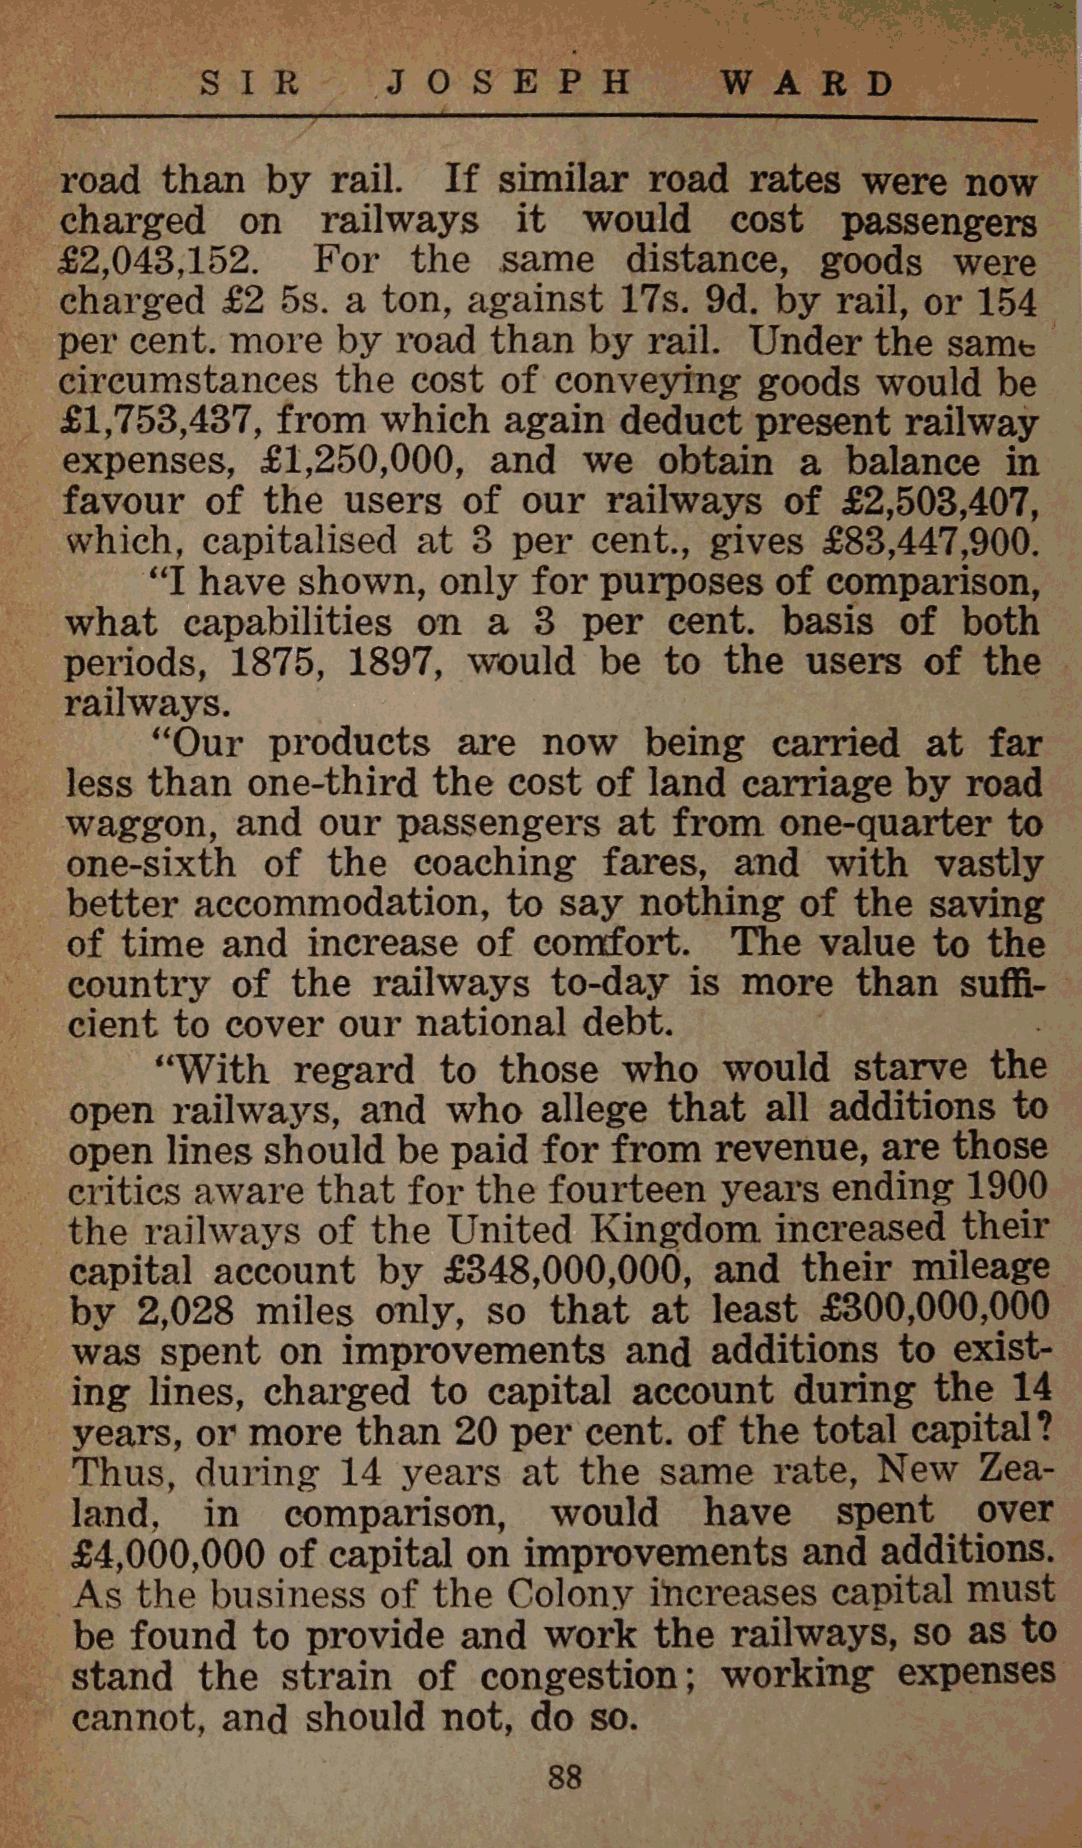 SIR JOSEPH WARD
road than by rail. If similar road rates were now
charged on railways it would cost passengers
£2,043,152. For the same distance, goods were
charged £2 5s. a ton, against 17s. 9d. by rail, or 154
per cent. more by road than by rail. Under the same
circumstances the cost of conveying goods would be
£1,753,437, from which again deduct present railway
expenses, £1,250,000, and we obtain a balance in
favour of the users of our railways of £2,503,407,
which, capitalised at 3 per cent., gives £83,447,900.
"I have shown, only for purposes of comparison,
what capabilities on a 3 per cent. basis of both
periods, 1875, 1897, would be to the users of the
railways.
"Our products are now being carried at far
less than one-third the cost of land carriage by road
waggon, and our passengers at from one-quarter to
one-sixth of the coaching fares, and with vastly
better accommodation, to say nothing of the saving
of time and increase of comfort. The value to the
country of the railways to-day is more than suffi-
cient to cover our national debt.
"With regard to those who would starve the
open railways, and who allege that all additions to
open lines should be paid for from revenue, are those
critics aware that for the fourteen years ending 1900
the railways of the United Kingdom increased their
capital account by £348,000,000, and their mileage
by 2,028 miles only, so that at least £300,000,000
was spent on improvements and additions to exist-
ing lines, charged to capital account during the 14
years, or more than 20 per cent. of the total capital?
Thus, during 14 years at the same rate, New Zea-
land, in comparison, would have spent over
£4,000,000 of capital on improvements and additions.
As the business of the Colony increases capital must
be found to provide and work the railways, so as to
stand the strain of congestion; working expenses
cannot, and should not, do so.
88